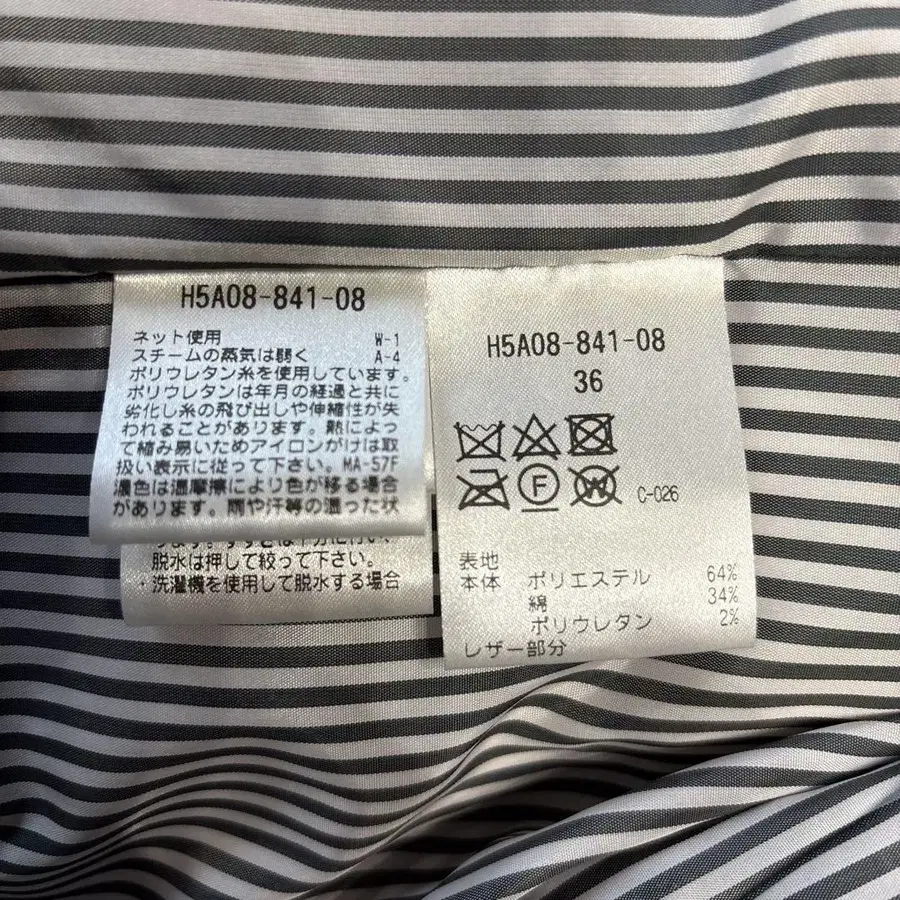 H5A08-841-08
ネット使用 W-1
スチームの蒸気は弱く A-4
ポリウレタン糸を使用しています。
ポリウレタンは年月の経過と共に
劣化し糸の飛び出しや伸縮性が失
われることがあります。熱によっ
て縮み易いためアイロンがけは取
扱い表示に従って下さい。MA-57F
濃色は湿摩擦により色が移る場合
があります。雨や汗等の湿った状
脱水は押して絞って下さい。
・洗濯機を使用して脱水する場合
H5A08-841-08
36
F
W C-026
表地
本体 ポリエステル 64%
綿 34%
ポリウレタン 2%
レザー部分